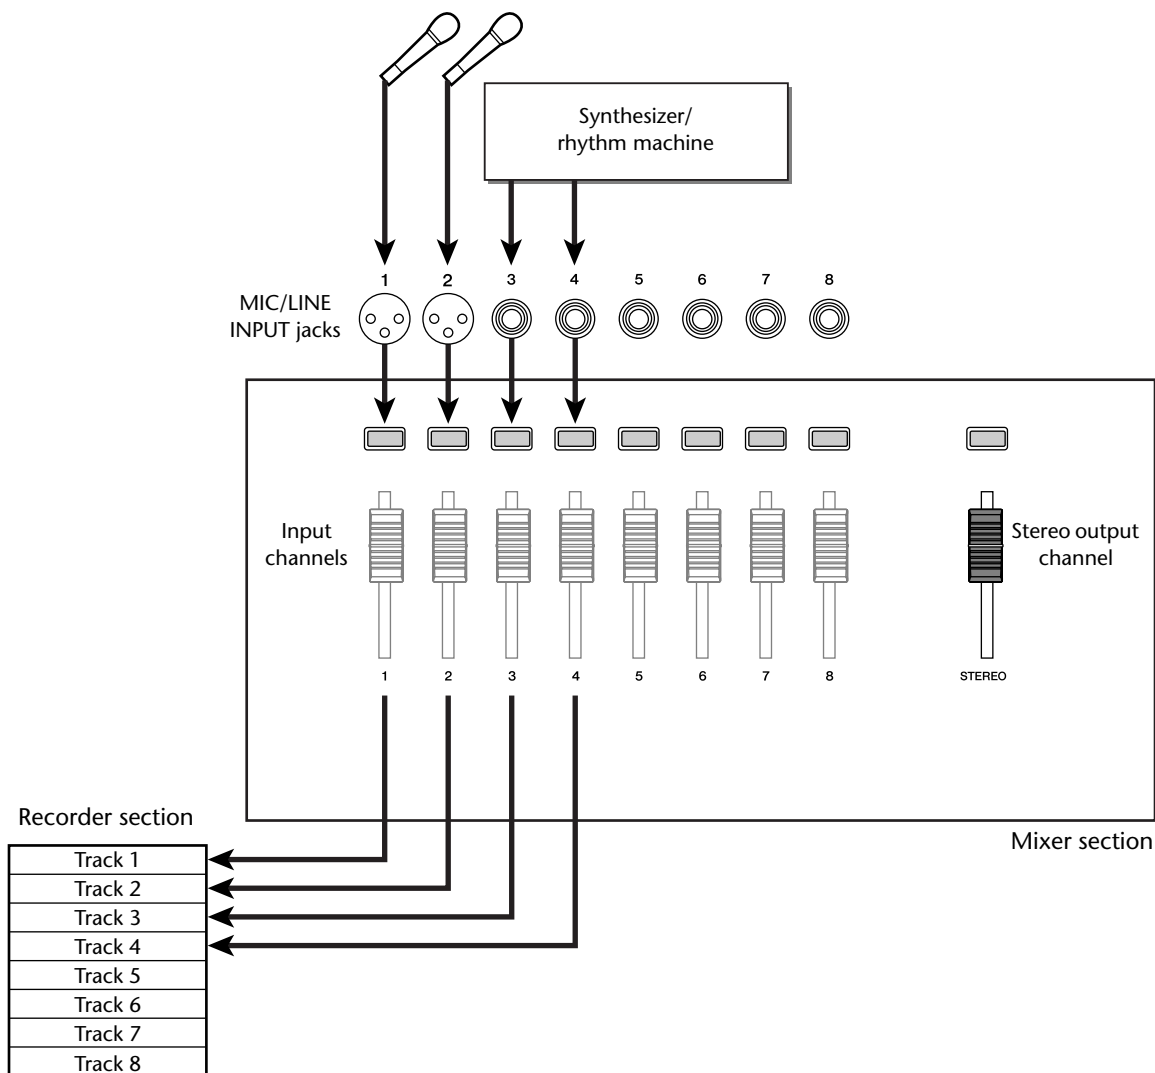 Synthesizer/
rhythm machine
1 2 3 4 5 6 7 8
MIC/LINE
INPUT jacks
Input
channels
Stereo output
channel
1 2 3 4 5 6 7 8 STEREO
Recorder section
Mixer section
Track 1
Track 2
Track 3
Track 4
Track 5
Track 6
Track 7
Track 8